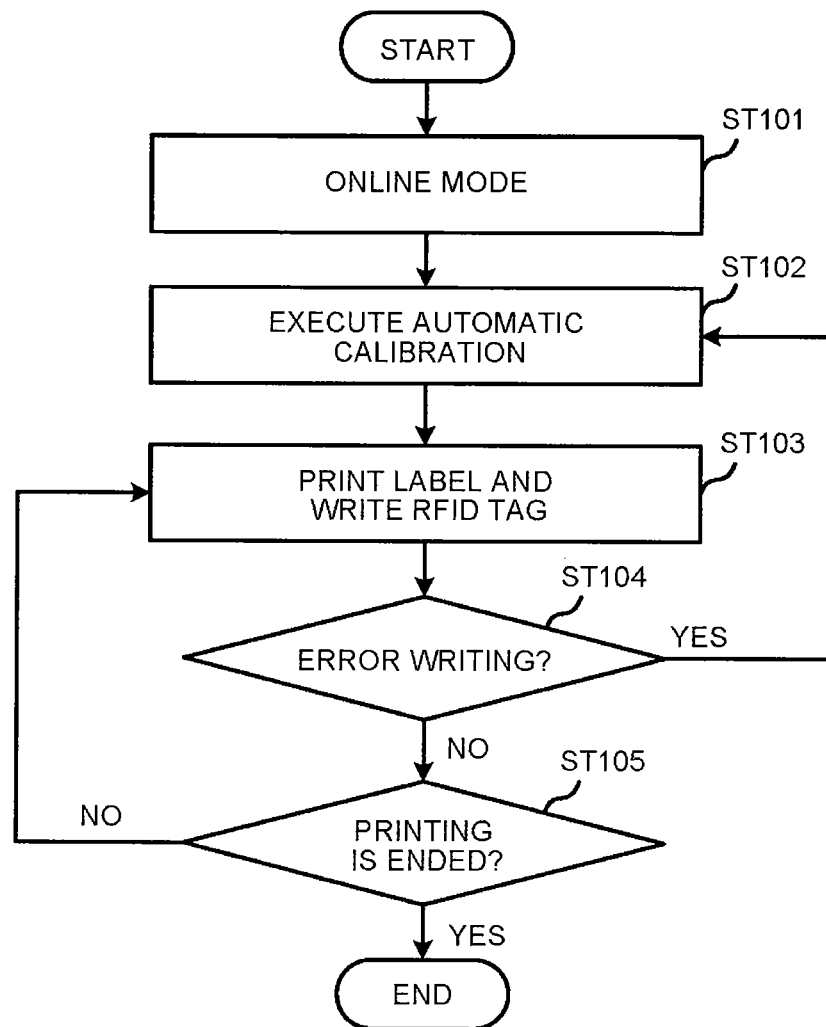 START
ST101
ONLINE MODE
ST102
EXECUTE AUTOMATIC
CALIBRATION
ST103
PRINT LABEL AND
WRITE RFID TAG
ST104
ERROR WRITING?
YES
NO
ST105
NO
PRINTING
IS ENDED?
YES
END